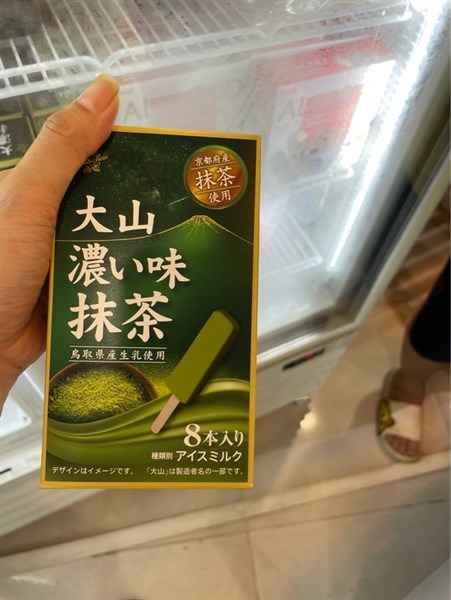 京都府産
抹茶
使用
大山
濃い味
抹茶
鳥取県産生乳使用
8本入り
種類別 アイスミルク
デザインはイメージです。 「大山」は製造者名の一部です。